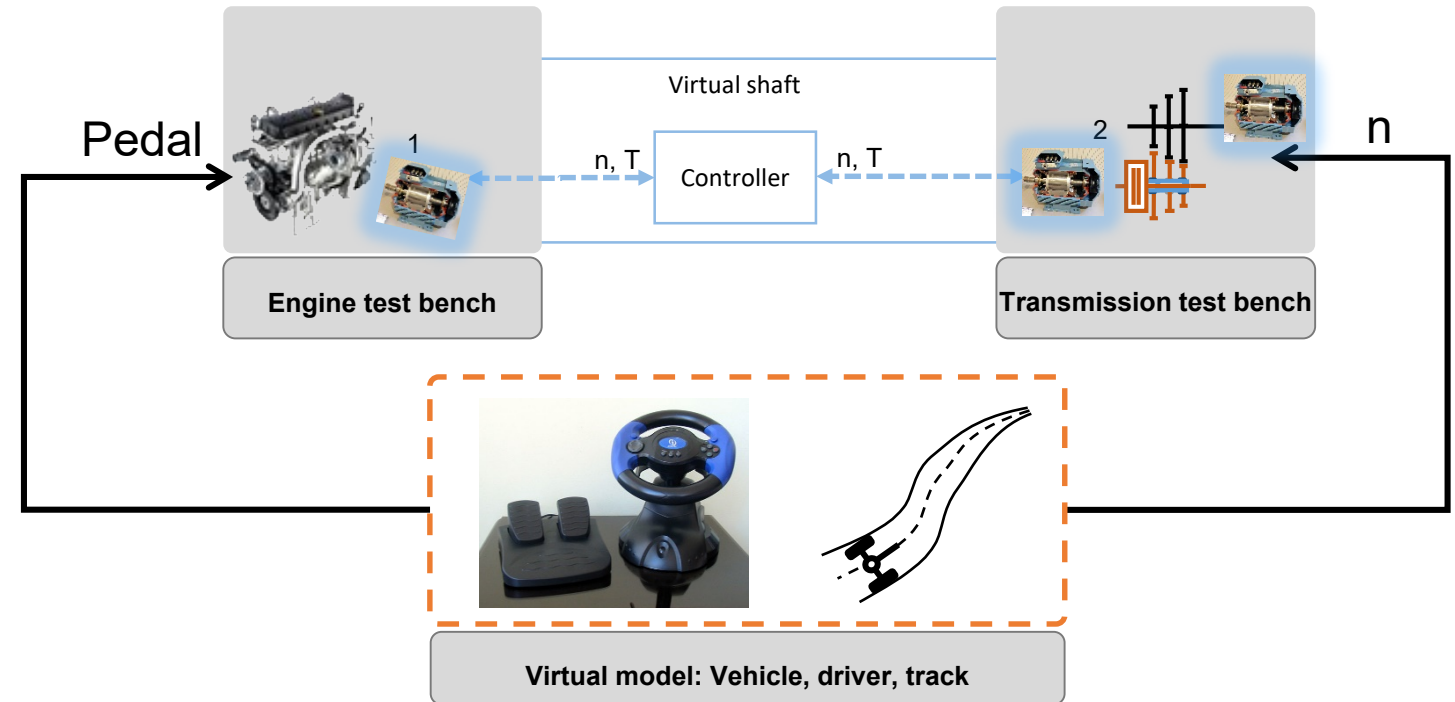 Virtual shaft
Pedal
1
n, T
Controller
n, T
2
n
Engine test bench
Transmission test bench
Virtual model: Vehicle, driver, track